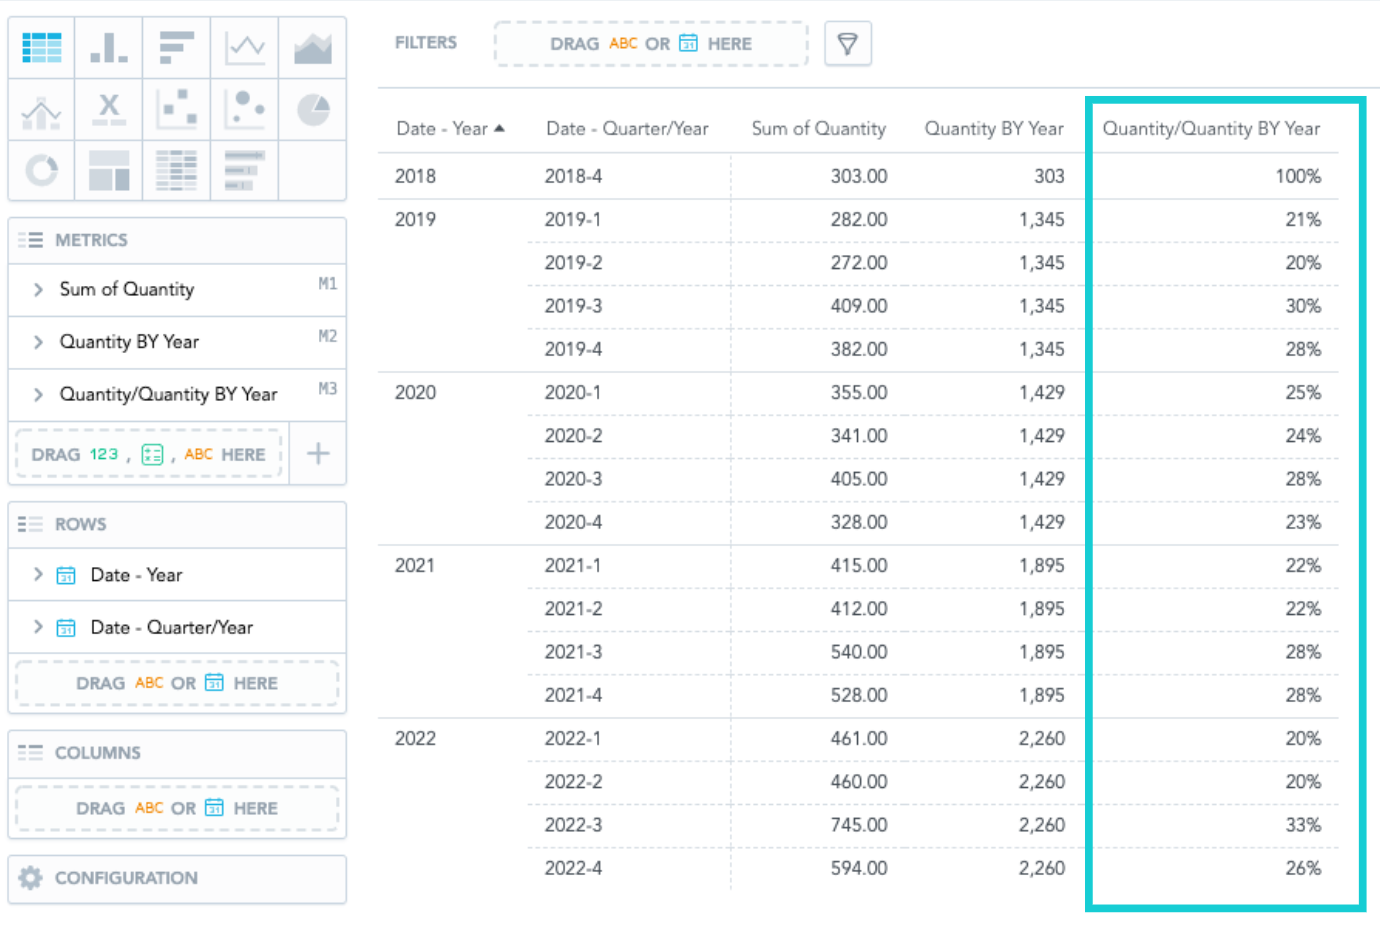 FILTERS DRAG ABC OR 31 HERE
X
METRICS
Sum of Quantity M1
Quantity BY Year M2
Quantity/Quantity BY Year M3
DRAG 123 , , ABC HERE +
ROWS
31 Date - Year
31 Date - Quarter/Year
DRAG ABC OR 31 HERE
COLUMNS
DRAG ABC OR 31 HERE
CONFIGURATION
Date - Year Date - Quarter/Year Sum of Quantity Quantity BY Year Quantity/Quantity BY Year
2018 2018-4 303.00 303 100%
2019 2019-1 282.00 1,345 21%
2019-2 272.00 1,345 20%
2019-3 409.00 1,345 30%
2019-4 382.00 1,345 28%
2020 2020-1 355.00 1,429 25%
2020-2 341.00 1,429 24%
2020-3 405.00 1,429 28%
2020-4 328.00 1,429 23%
2021 2021-1 415.00 1,895 22%
2021-2 412.00 1,895 22%
2021-3 540.00 1,895 28%
2021-4 528.00 1,895 28%
2022 2022-1 461.00 2,260 20%
2022-2 460.00 2,260 20%
2022-3 745.00 2,260 33%
2022-4 594.00 2,260 26%